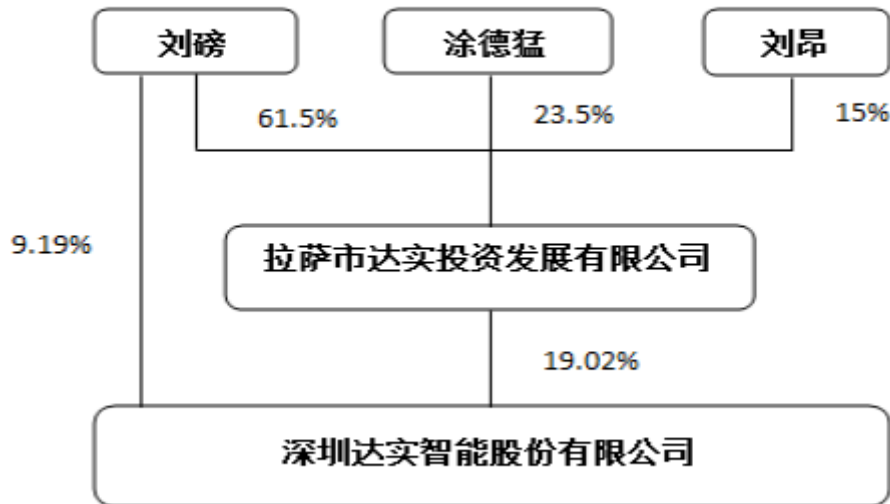 刘磅
涂德猛
刘昂
61.5%
23.5%
15%
9.19%
拉萨市达实投资发展有限公司
19.02%
深圳达实智能股份有限公司